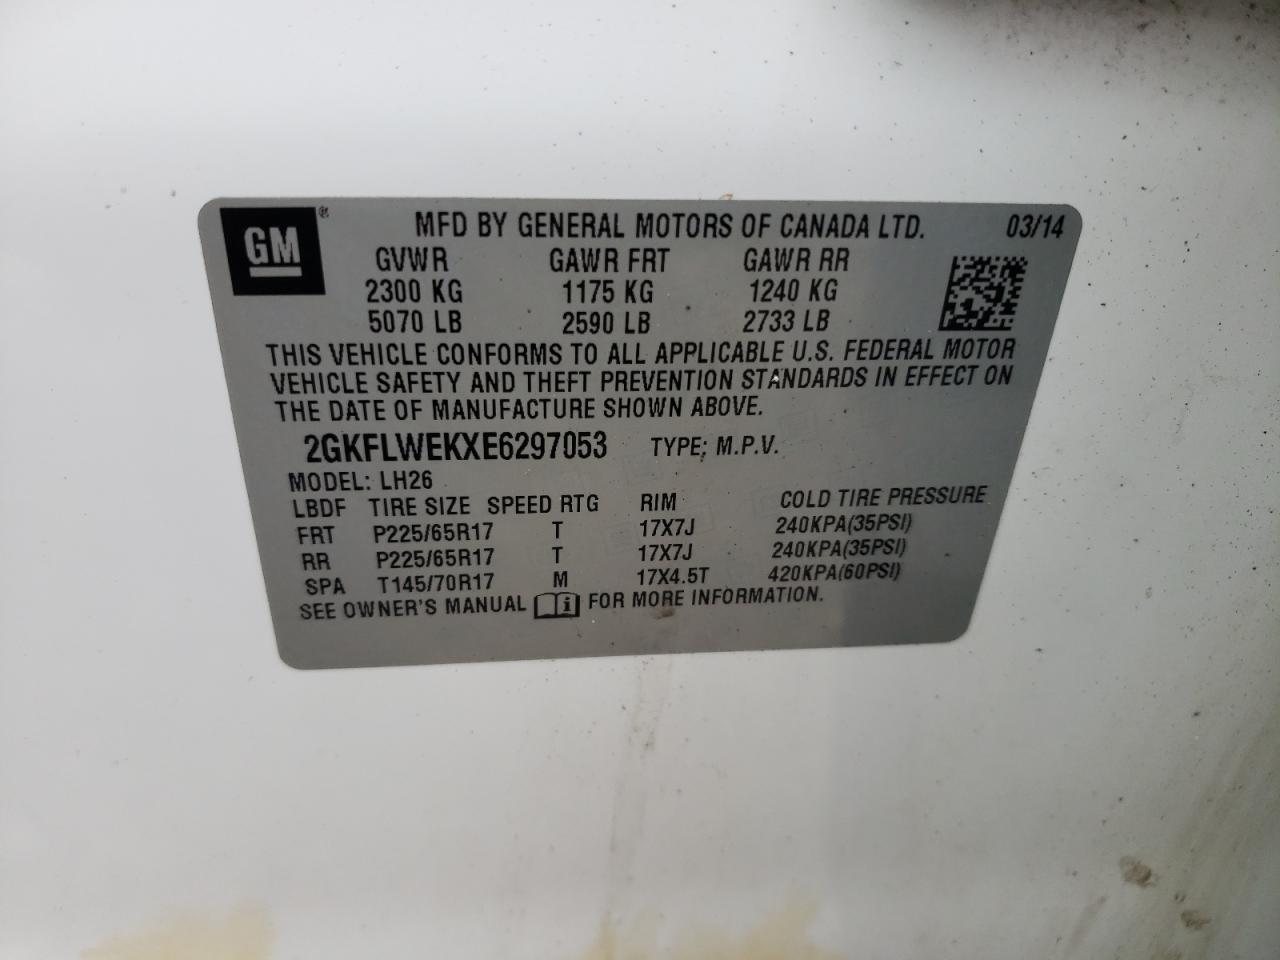 GM®
MFD BY GENERAL MOTORS OF CANADA LTD. 03/14
GVWR GAWR FRT GAWR RR
2300 KG 1175 KG 1240 KG
5070 LB 2590 LB 2733 LB
THIS VEHICLE CONFORMS TO ALL APPLICABLE U.S. FEDERAL MOTOR
VEHICLE SAFETY AND THEFT PREVENTION STANDARDS IN EFFECT ON
THE DATE OF MANUFACTURE SHOWN ABOVE.
2GKFLWEKXE6297053 TYPE: M.P.V.
MODEL: LH26
LBDF TIRE SIZE SPEED RTG RIM COLD TIRE PRESSURE
FRT P225/65R17 T 17X7J 240KPA(35PSI)
RR P225/65R17 T 17X7J 240KPA(35PSI)
SPA T145/70R17 M 17X4.5T 420KPA(60PSI)
SEE OWNER'S MANUAL i FOR MORE INFORMATION.